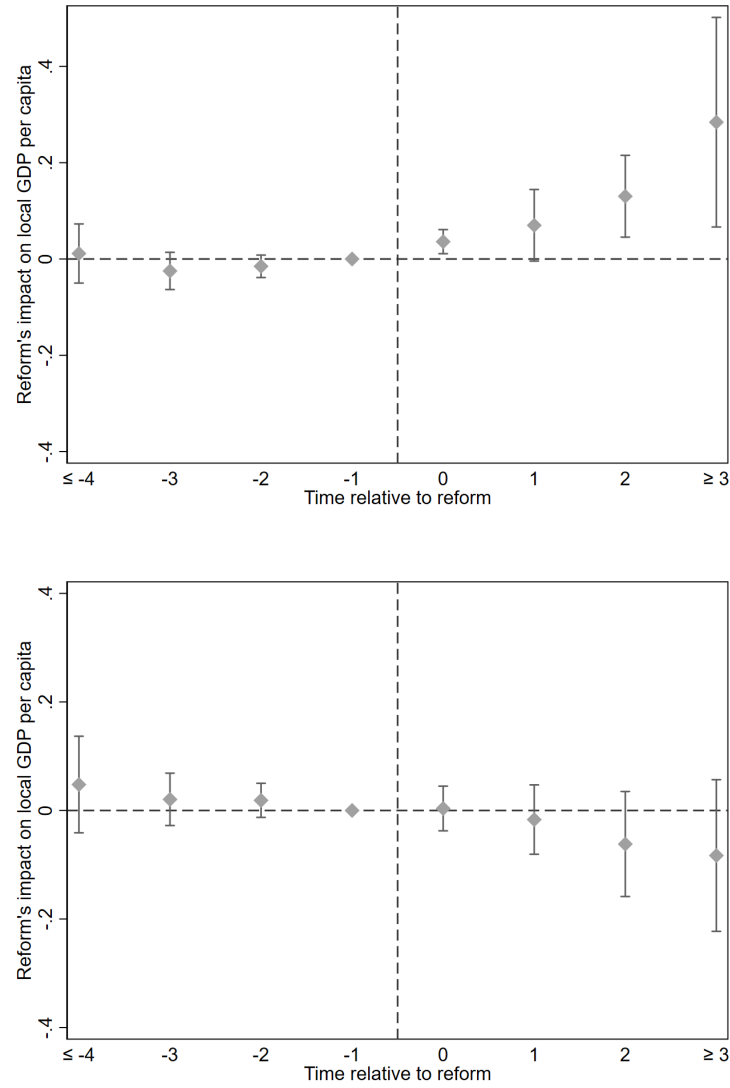 Reform's impact on local GDP per capita
.4
.2
0
-.2
-.4
≤ -4 -3 -2 -1 0 1 2 ≥ 3
Time relative to reform
Reform's impact on local GDP per capita
.4
.2
0
-.2
-.4
≤ -4 -3 -2 -1 0 1 2 ≥ 3
Time relative to reform